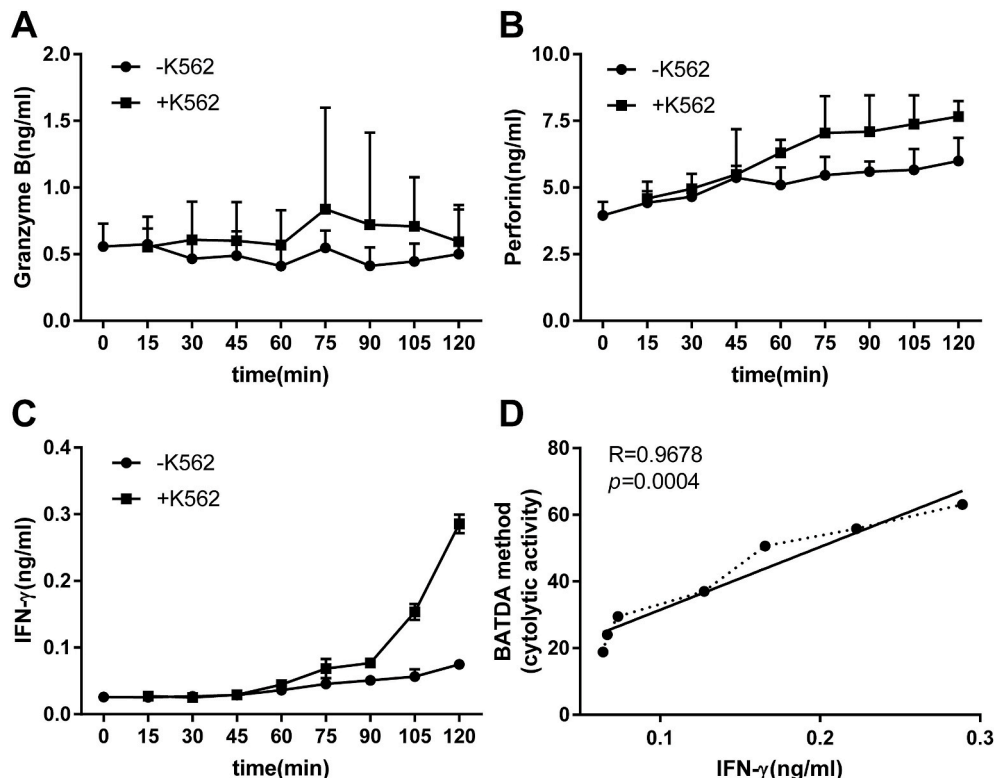 A
Granzyme B(ng/ml)
2.0
1.5
1.0
0.5
0.0
-K562
+K562
0 15 30 45 60 75 90 105 120
time(min)
B
Perforin(ng/ml)
10.0
7.5
5.0
2.5
0.0
-K562
+K562
0 15 30 45 60 75 90 105 120
time(min)
C
IFN-γ(ng/ml)
0.4
0.3
0.2
0.1
0.0
-K562
+K562
0 15 30 45 60 75 90 105 120
time(min)
D
BATDA method
(cytolytic activity)
80
60
40
20
0
R=0.9678
p=0.0004
0.1 0.2 0.3
IFN-γ(ng/ml)